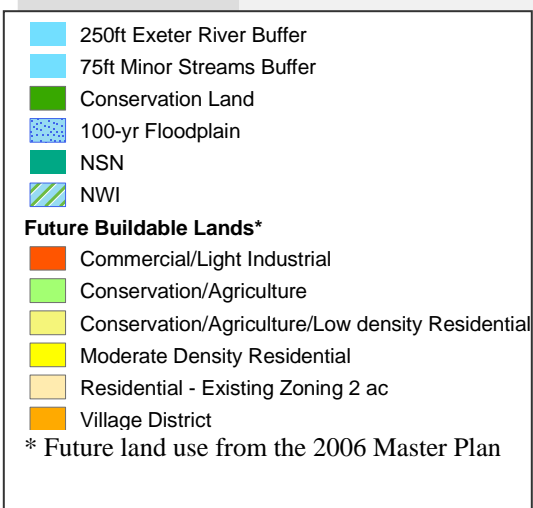 250ft Exeter River Buffer
75ft Minor Streams Buffer
Conservation Land
100-yr Floodplain
NSN
NWI
Future Buildable Lands*
Commercial/Light Industrial
Conservation/Agriculture
Conservation/Agriculture/Low density Residential
Moderate Density Residential
Residential - Existing Zoning 2 ac
Village District
* Future land use from the 2006 Master Plan